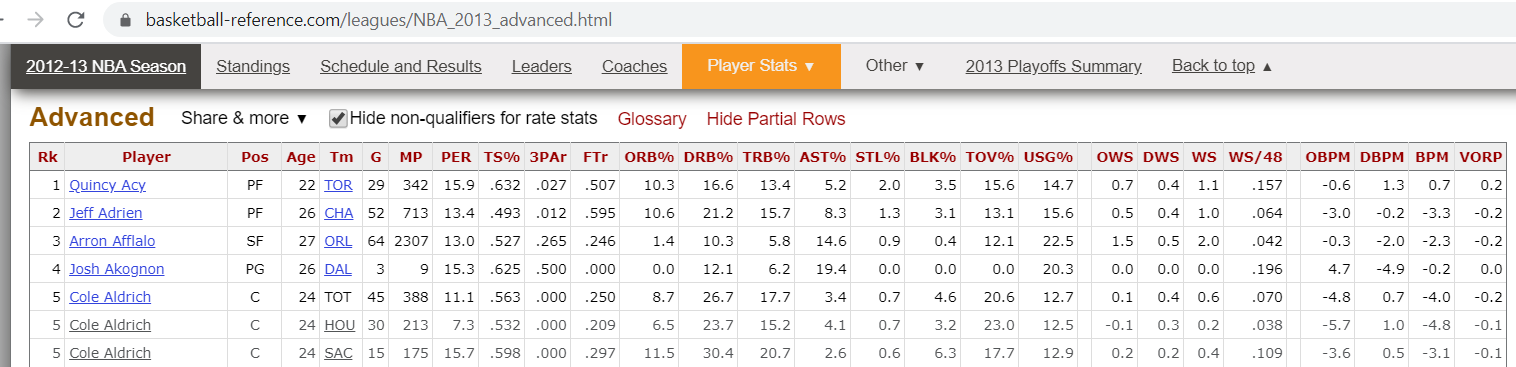 basketball-reference.com/leagues/NBA_2013_advanced.html
2012-13 NBA Season Standings Schedule and Results Leaders Coaches Player Stats ▼ Other ▼ 2013 Playoffs Summary Back to top ▲
Advanced Share & more ▼ Hide non-qualifiers for rate stats Glossary Hide Partial Rows
Rk Player Pos Age Tm G MP PER TS% 3PAr FTr ORB% DRB% TRB% AST% STL% BLK% TOV% USG% OWS DWS WS WS/48 OBPM DBPM BPM VORP
1 Quincy Acy PF 22 TOR 29 342 15.9 .632 .027 .507 10.3 16.6 13.4 5.2 2.0 3.5 15.6 14.7 0.7 0.4 1.1 .157 -0.6 1.3 0.7 0.2
2 Jeff Adrien PF 26 CHA 52 713 13.4 .493 .012 .595 10.6 21.2 15.7 8.3 1.3 3.1 13.1 15.6 0.5 0.4 1.0 .064 -3.0 -0.2 -3.3 -0.2
3 Arron Afflalo SF 27 ORL 64 2307 13.0 .527 .265 .246 1.4 10.3 5.8 14.6 0.9 0.4 12.1 22.5 1.5 0.5 2.0 .042 -0.3 -2.0 -2.3 -0.2
4 Josh Akognon PG 26 DAL 3 9 15.3 .625 .500 .000 0.0 12.1 6.2 19.4 0.0 0.0 0.0 20.3 0.0 0.0 0.0 .196 4.7 -4.9 -0.2 0.0
5 Cole Aldrich C 24 TOT 45 388 11.1 .563 .000 .250 8.7 26.7 17.7 3.4 0.7 4.6 20.6 12.7 0.1 0.4 0.6 .070 -4.8 0.7 -4.0 -0.2
5 Cole Aldrich C 24 HOU 30 213 7.3 .532 .000 .209 6.5 23.7 15.2 4.1 0.7 3.2 23.0 12.5 -0.1 0.3 0.2 .038 -5.7 1.0 -4.8 -0.1
5 Cole Aldrich C 24 SAC 15 175 15.7 .598 .000 .297 11.5 30.4 20.7 2.6 0.6 6.3 17.7 12.9 0.2 0.2 0.4 .109 -3.6 0.5 -3.1 -0.1